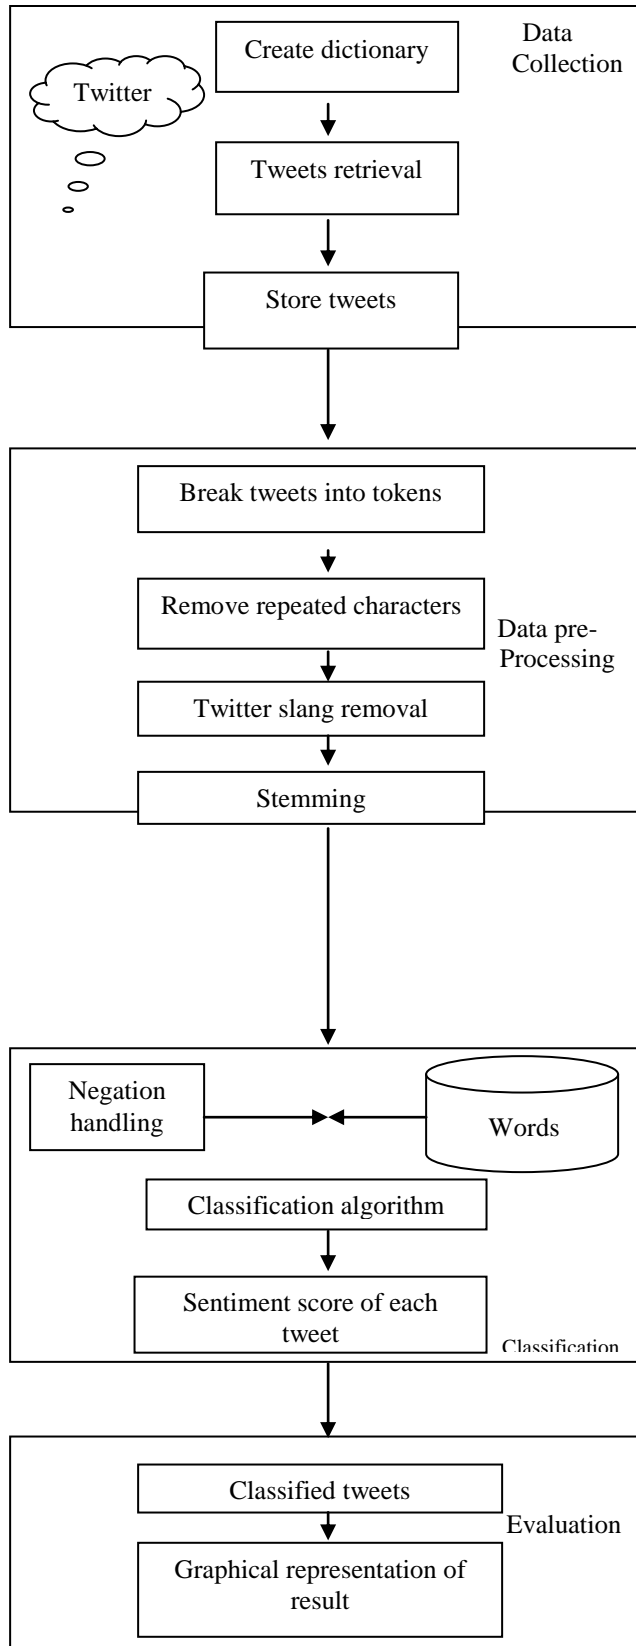 Create dictionary
Data
Collection
Twitter
Tweets retrieval
Store tweets
Break tweets into tokens
Remove repeated characters
Data pre-
Processing
Twitter slang removal
Stemming
Negation
handling
Words
Classification algorithm
Sentiment score of each
tweet
Classification
Classified tweets
Evaluation
Graphical representation of
result